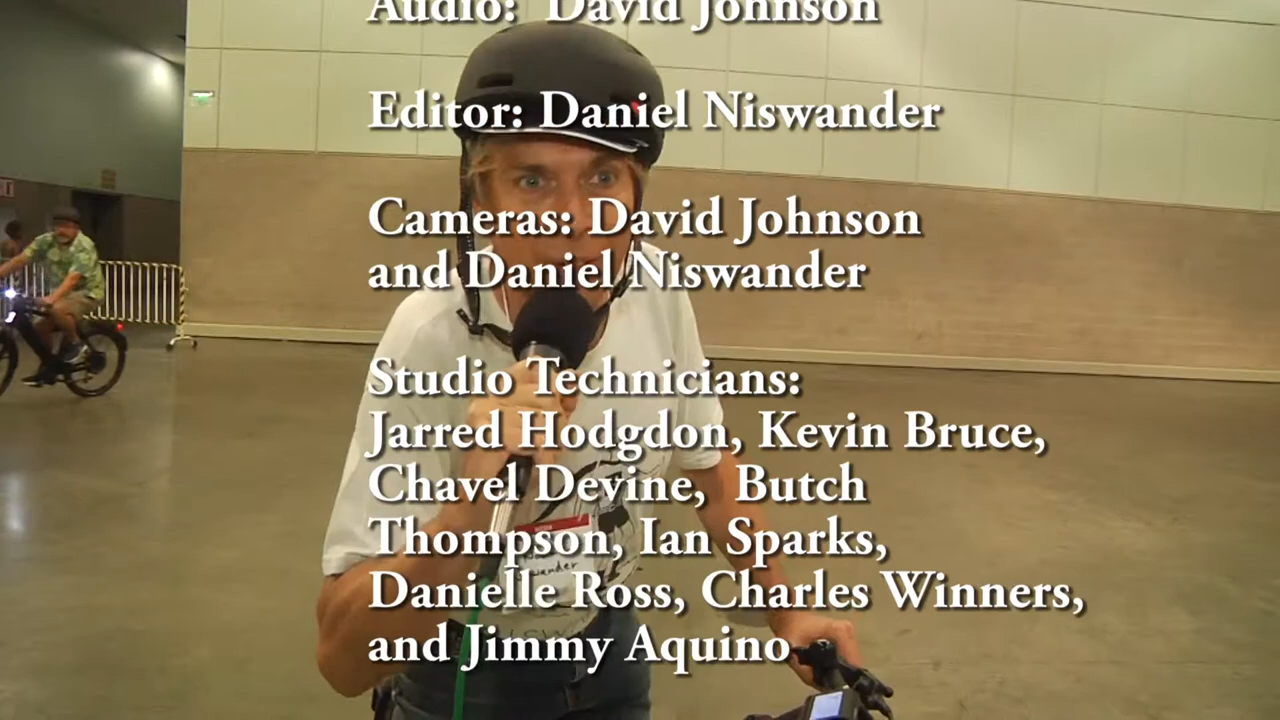 Audio: David Johnson
Editor: Daniel Niswander
Cameras: David Johnson
and Daniel Niswander
Studio Technicians:
Jarred Hodgdon, Kevin Bruce,
Chavel Devine, Butch
Thompson, Ian Sparks,
Danielle Ross, Charles Winners,
and Jimmy Aquino